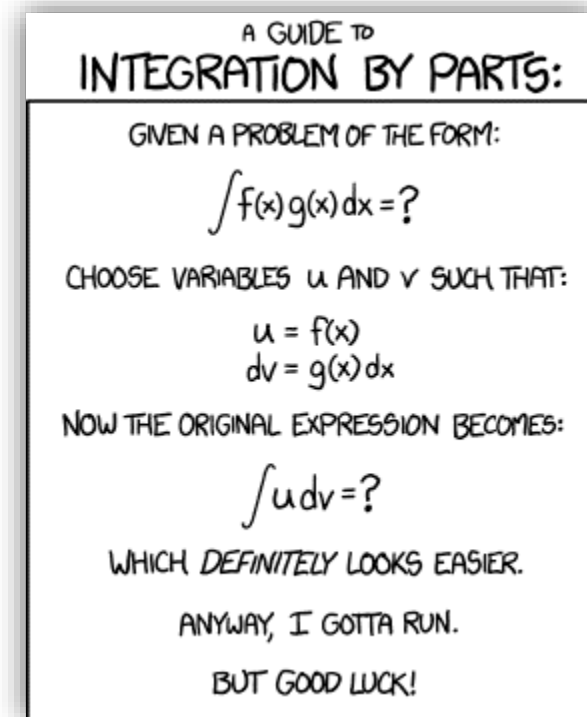 A GUIDE TO
INTEGRATION BY PARTS:
GIVEN A PROBLEM OF THE FORM:
∫f(x)g(x)dx=?
CHOOSE VARIABLES u AND v SUCH THAT:
u = f(x)
dv = g(x)dx
NOW THE ORIGINAL EXPRESSION BECOMES:
∫udv=?
WHICH DEFINITELY LOOKS EASIER.
ANYWAY, I GOTTA RUN.
BUT GOOD LUCK!